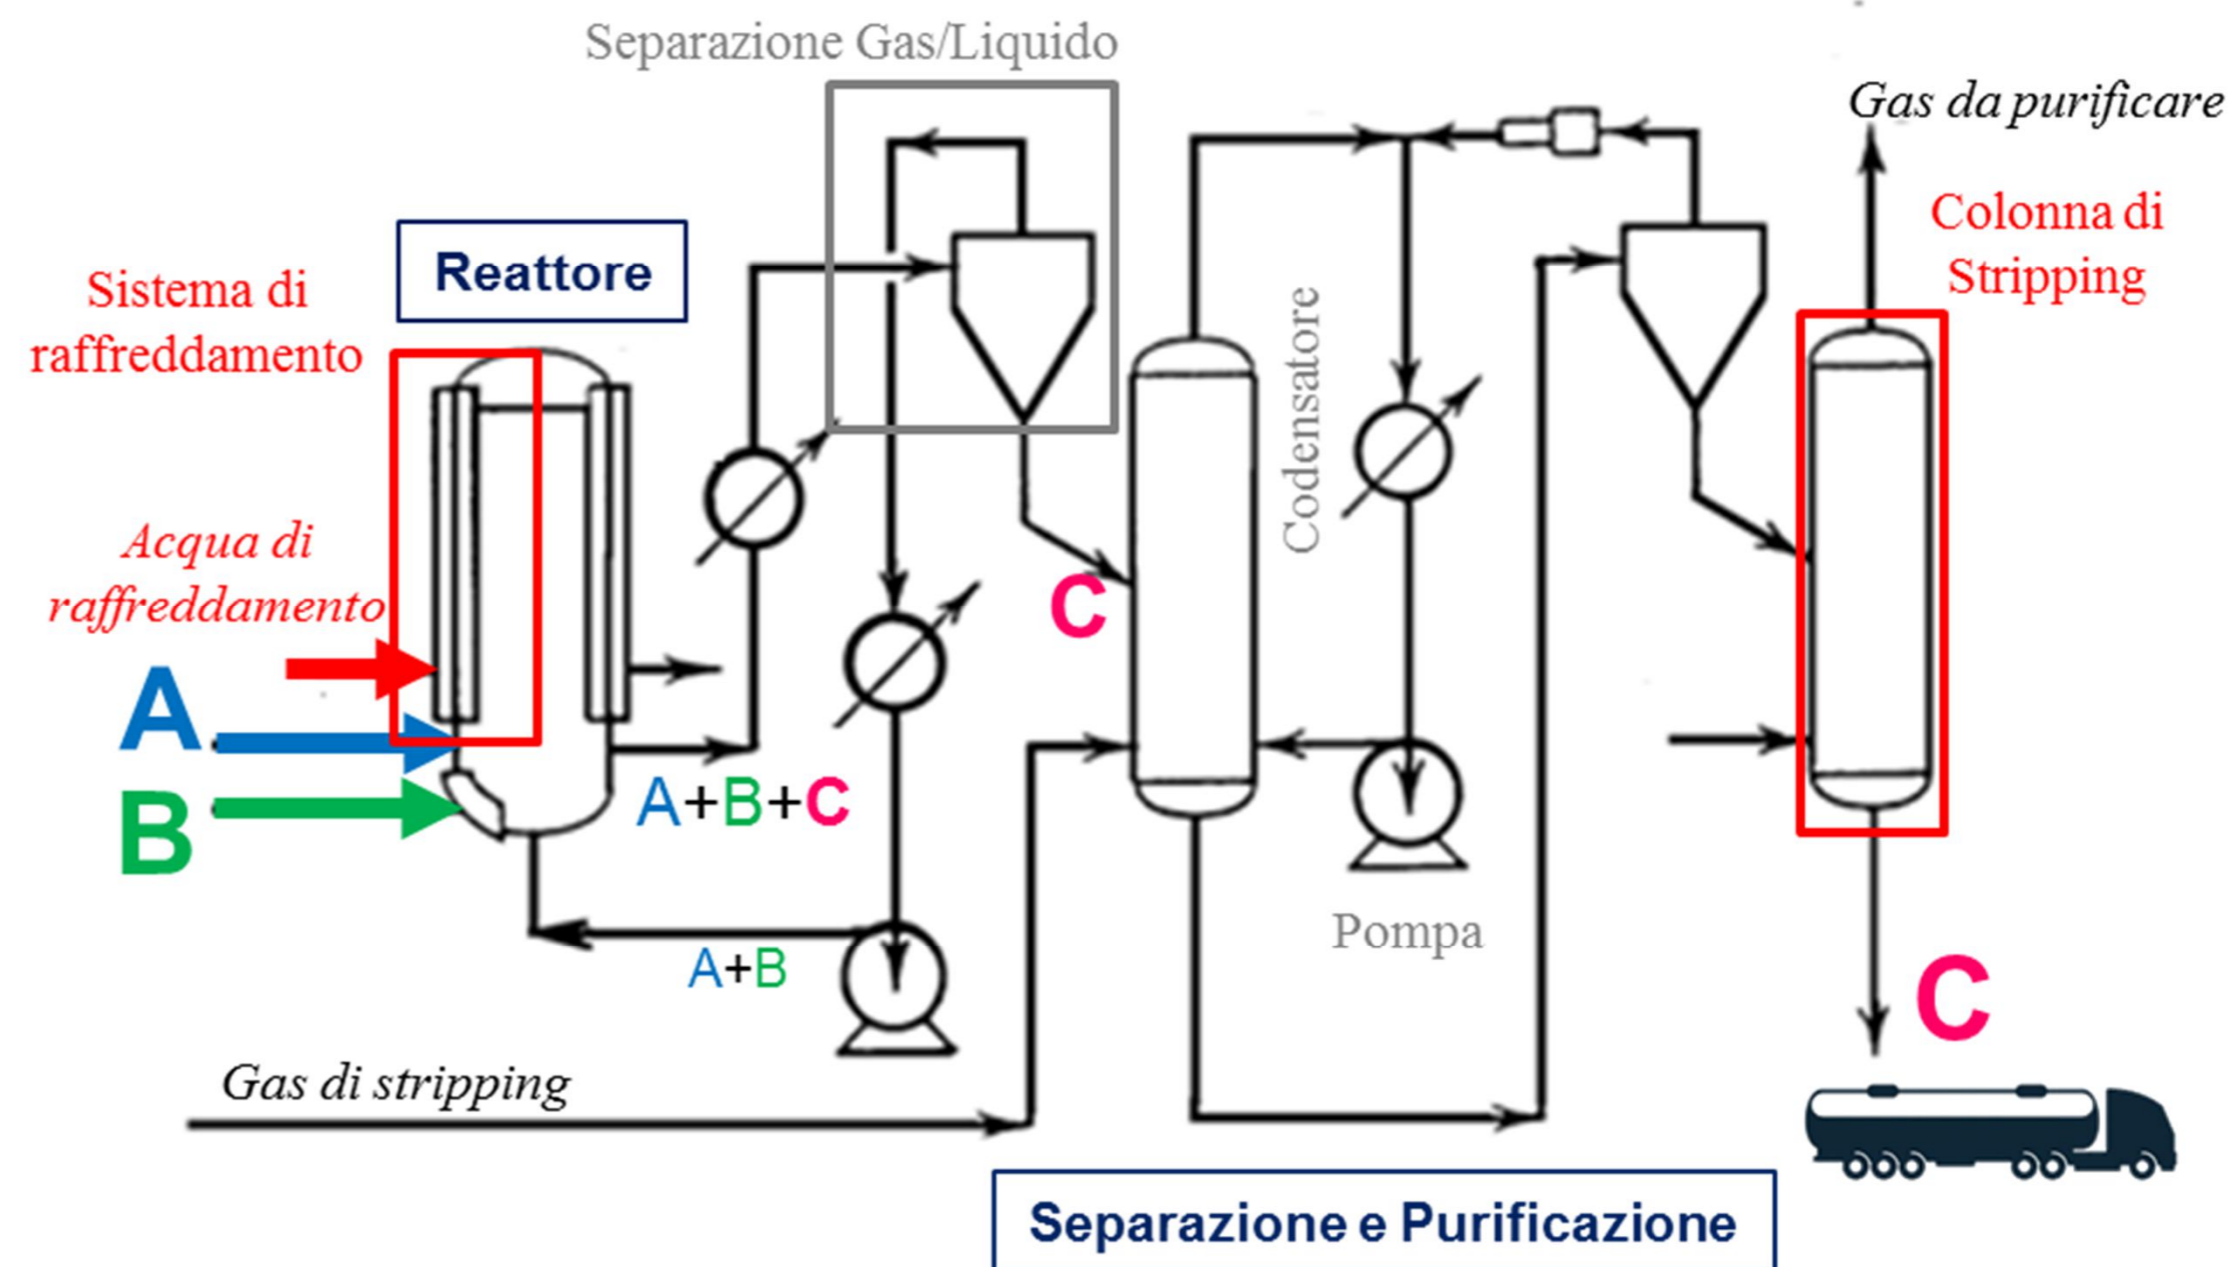 Separazione Gas/Liquido
Gas da purificare
Colonna di
Stripping
Reattore
Sistema di
raffreddamento
Codensatore
Acqua di
raffreddamento
A
B
C
A+B+C
A+B
Pompa
C
Gas di stripping
Separazione e Purificazione